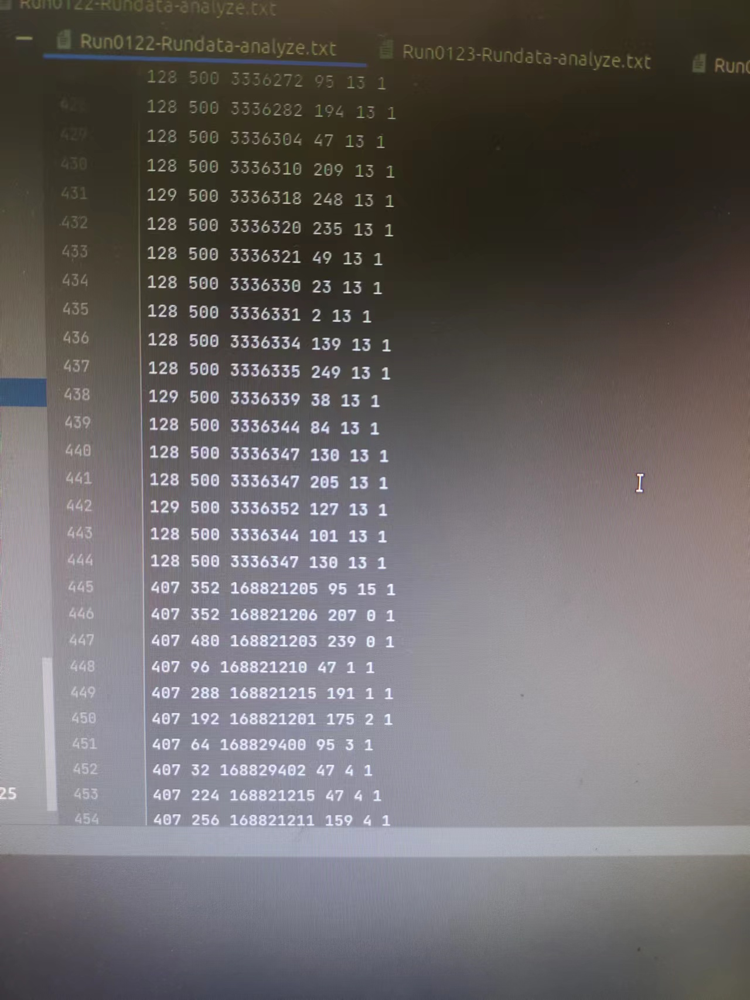 Run0122-Rundata-analyze.txt
Run0122-Rundata-analyze.txt Run0123-Rundata-analyze.txt Run0
128 500 3336272 95 13 1
428 128 500 3336282 194 13 1
429 128 500 3336304 47 13 1
430 128 500 3336310 209 13 1
431 129 500 3336318 248 13 1
432 128 500 3336320 235 13 1
433 128 500 3336321 49 13 1
434 128 500 3336330 23 13 1
435 128 500 3336331 2 13 1
436 128 500 3336334 139 13 1
437 128 500 3336335 249 13 1
438 129 500 3336339 38 13 1
439 128 500 3336344 84 13 1
440 128 500 3336347 130 13 1
441 128 500 3336347 205 13 1
442 129 500 3336352 127 13 1
443 128 500 3336344 101 13 1
444 128 500 3336347 130 13 1
445 407 352 168821205 95 15 1
446 407 352 168821206 207 0 1
447 407 480 168821203 239 0 1
448 407 96 168821210 47 1 1
449 407 288 168821215 191 1 1
450 407 192 168821201 175 2 1
451 407 64 168829400 95 3 1
452 407 32 168829402 47 4 1
25 453 407 224 168821215 47 4 1
454 407 256 168821211 159 4 1